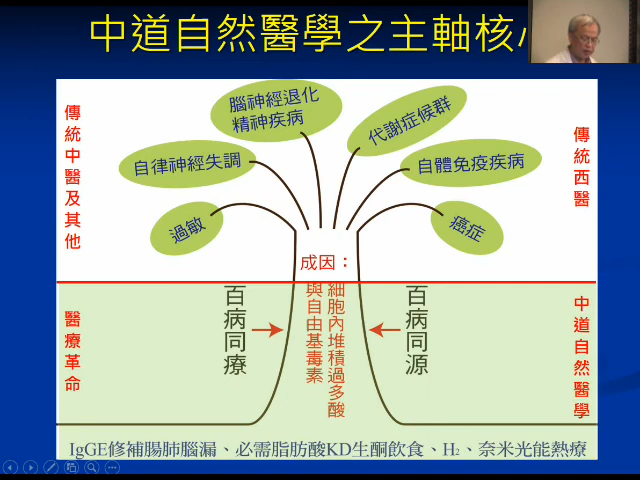 中道自然醫學之主軸核心
傳統中醫及其他
腦神經退化
精神疾病
代謝症候群
自律神經失調
自體免疫疾病
過敏
癌症
傳統西醫
成因：
醫療革命
百病同療
細胞內堆積過多酸
與自由基毒素
百病同源
中道自然醫學
IgGE修補腸肺腦漏、必需脂肪酸KD生酮飲食、H₂、奈米光能熱療